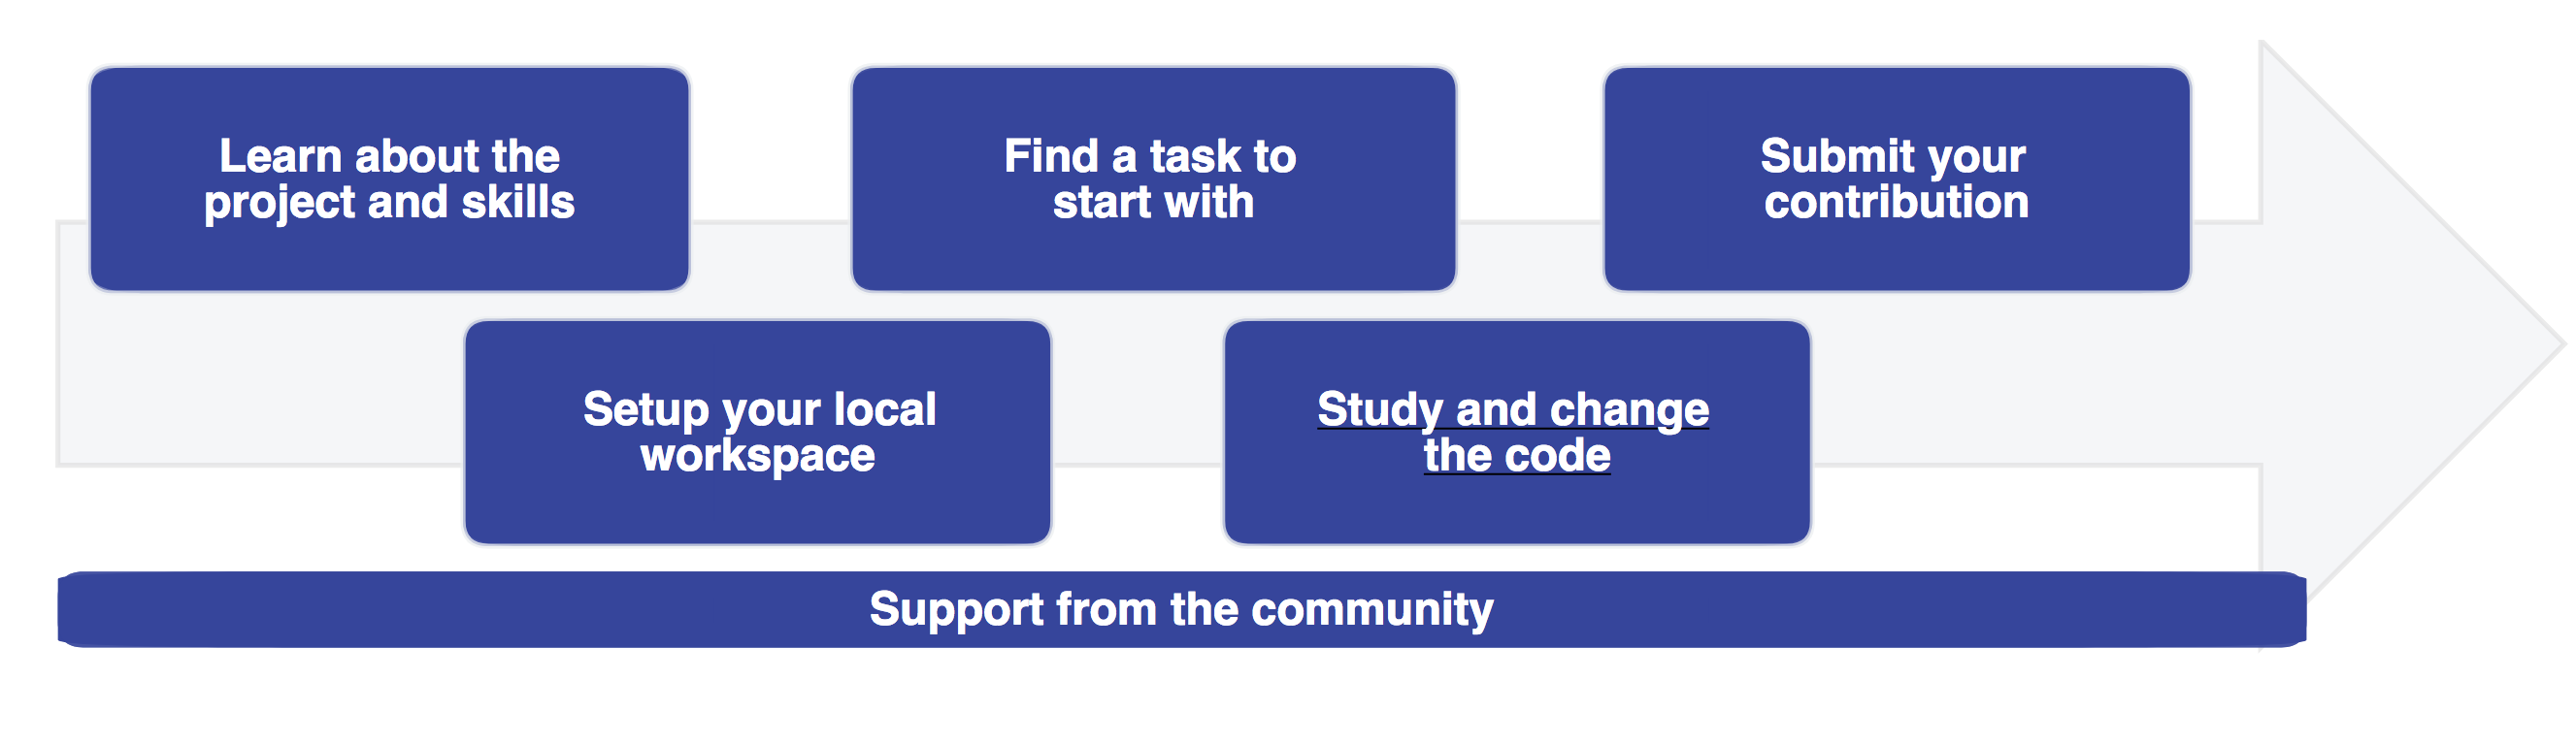 Learn about the
project and skills
Setup your local
workspace
Find a task to
start with
Study and change
the code
Submit your
contribution
Support from the community